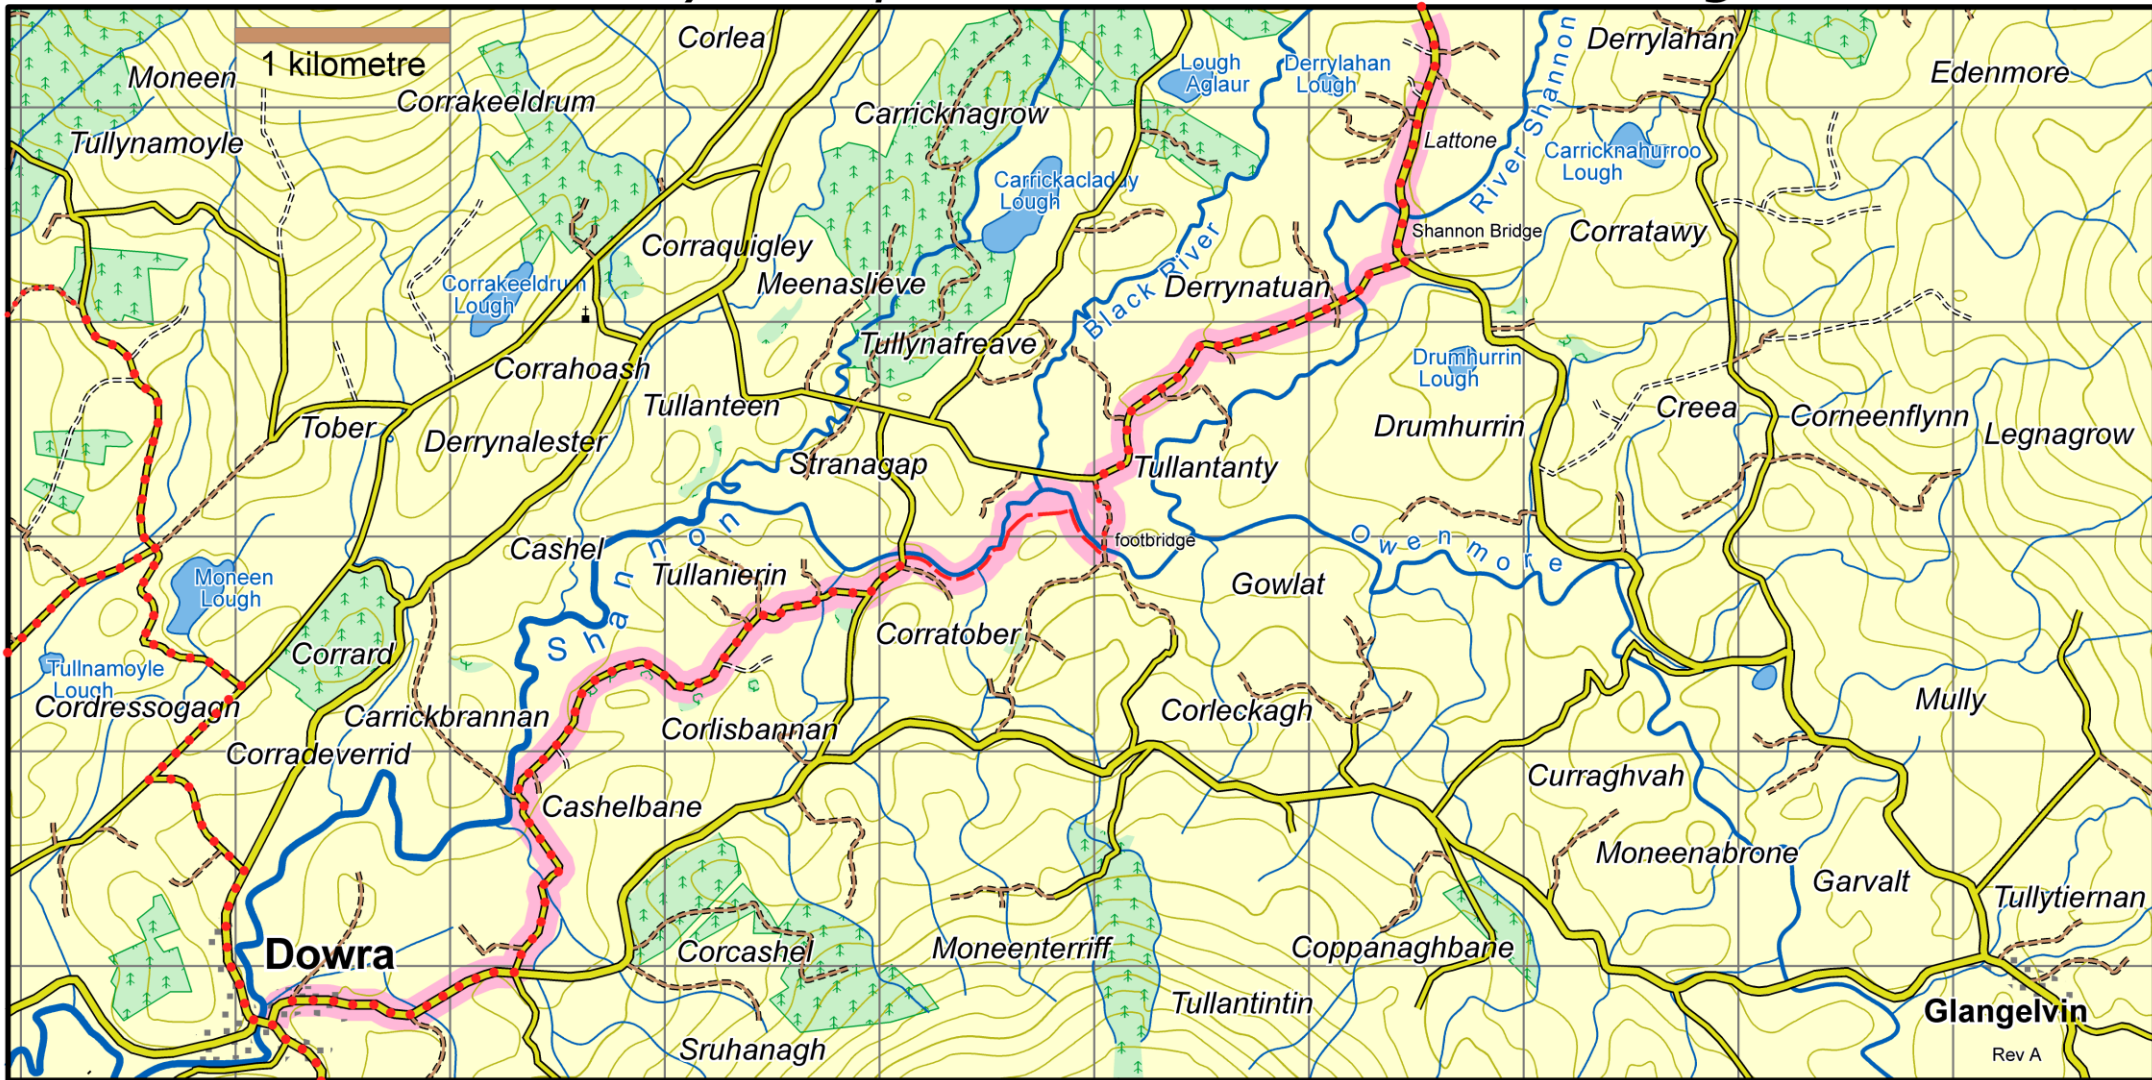 Corlea
1 kilometre
Moneen
Corrakeeldrum
Tullynamoyle
Carricknagrow
Lough
Aglaur
Derrylahan
Lough
River Shannon
Derrylahan
Edenmore
Lattone
Carricknahurroo
Lough
Carrickacladdy
Lough
Shannon Bridge
Corratawy
Corraquigley
Meenaslieve
Corrakeeldrum
Lough
Black River
Derrynatuan
Tullynafreave
Corrahoash
Drumhurrin
Lough
Tullanteen
Tober
Derrynalester
Drumhurrin
Creea
Corneenflynn
Legnagrow
Stranagap
Tullantanty
Cashel
Shannon
Tullanierin
footbridge
Owenmore
Gowlat
Moneen
Lough
Corratober
Corrard
Tullnamoyle
Lough
Cordressogagn
Carrickbrannan
Corlisbannan
Corleckagh
Mully
Corradeverrid
Cashelbane
Curraghvah
Moneenabrone
Garvalt
Tullytiernan
Dowra
Corcashel
Moneenterriff
Coppanaghbane
Tullantintin
Glangelvin
Sruhanagh
Rev A